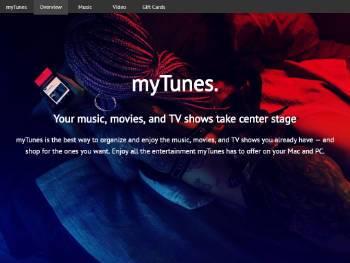 myTunes Overview Music Video Gift Cards
myTunes.
Your music, movies, and TV shows take center stage
myTunes is the best way to organize and enjoy the music, movies, and TV shows you already have — and
shop for the ones you want. Enjoy all the entertainment myTunes has to offer on your Mac and PC.